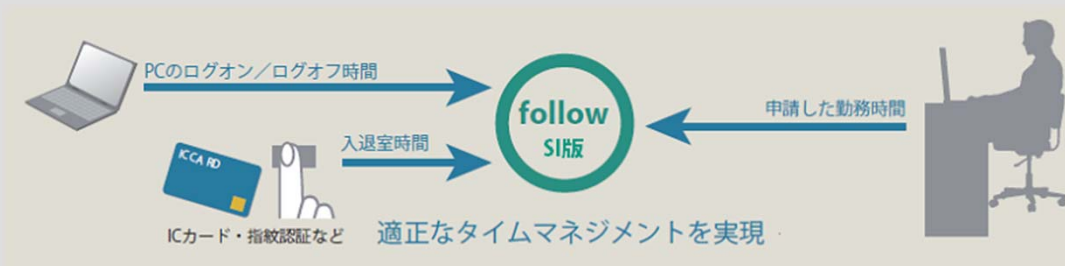 PCのログオン／ログオフ時間
follow
SI版
申請した勤務時間
入退室時間
IC CARD
ICカード・指紋認証など
適正なタイムマネジメントを実現